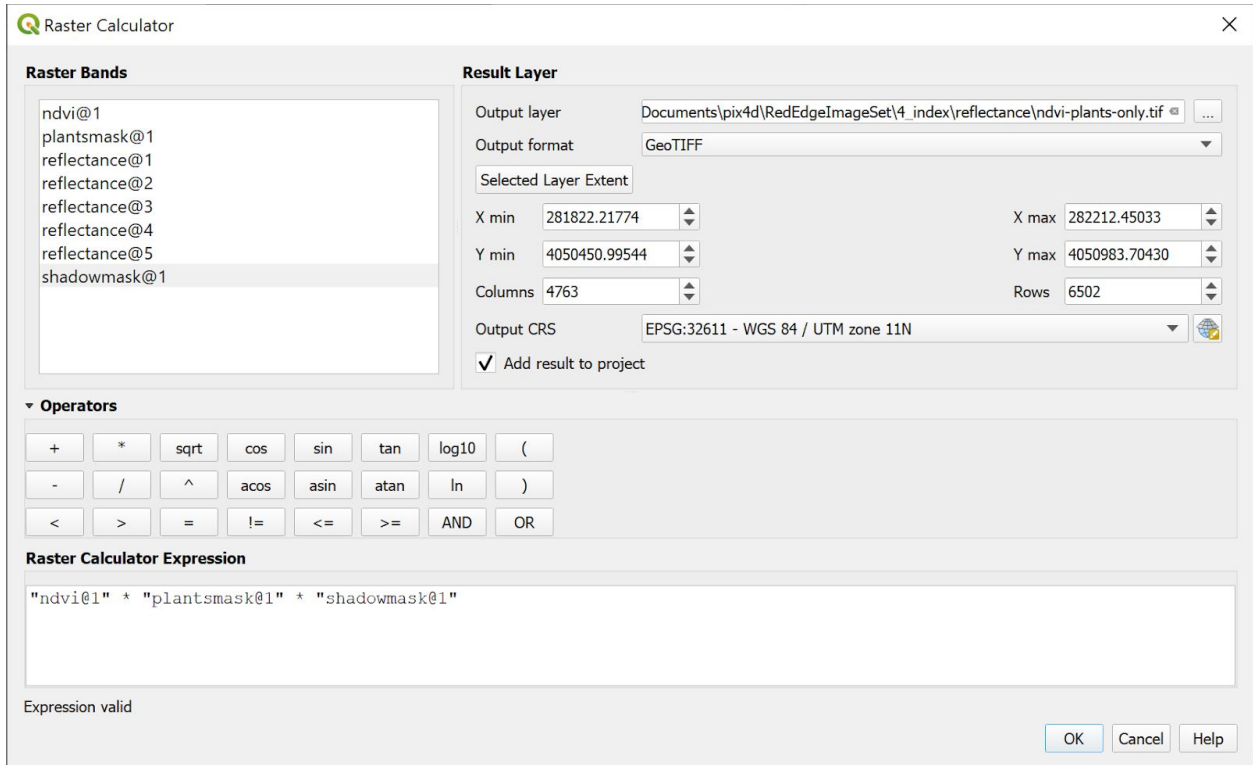 Raster Calculator
Raster Bands
ndvi@1
plantsmask@1
reflectance@1
reflectance@2
reflectance@3
reflectance@4
reflectance@5
shadowmask@1
Result Layer
Output layer Documents\pix4d\RedEdgeImageSet\4_index\reflectance\ndvi-plants-only.tif ...
Output format GeoTIFF
Selected Layer Extent
X min 281822.21774 X max 282212.45033
Y min 4050450.99544 Y max 4050983.70430
Columns 4763 Rows 6502
Output CRS EPSG:32611 - WGS 84 / UTM zone 11N
Add result to project
Operators
+ * sqrt cos sin tan log10 (
- / ^ acos asin atan ln )
< > = != <= >= AND OR
Raster Calculator Expression
"ndvi@1" * "plantsmask@1" * "shadowmask@1"
Expression valid
OK Cancel Help